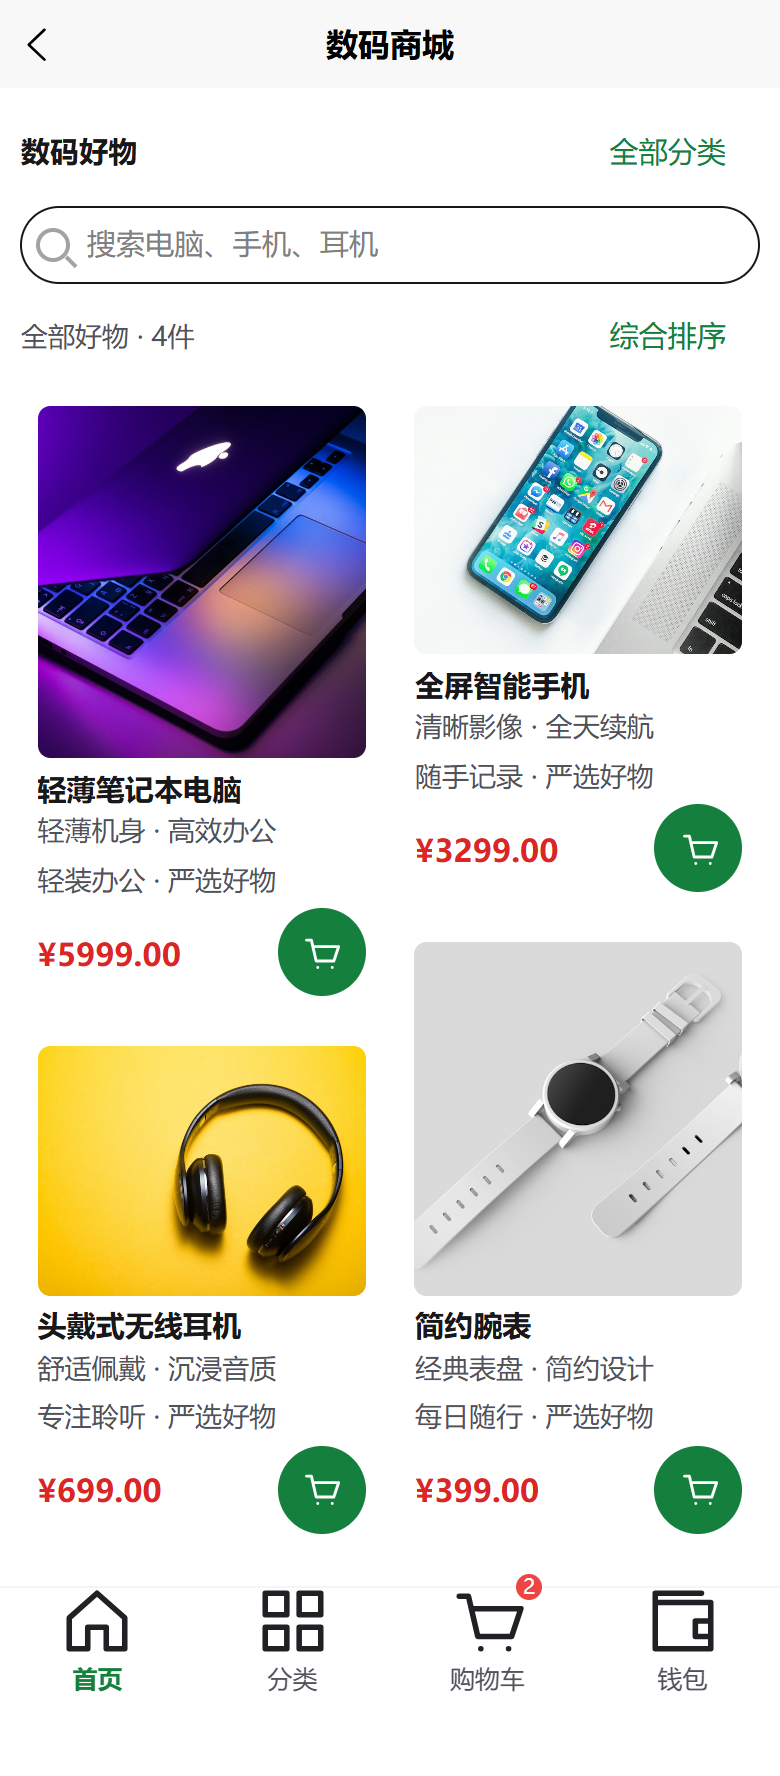 数码商城
数码好物
全部分类
搜索电脑、手机、耳机
全部好物 · 4件
综合排序
轻薄笔记本电脑
轻薄机身 · 高效办公
轻装办公 · 严选好物
¥5999.00
全屏智能手机
清晰影像 · 全天续航
随手记录 · 严选好物
¥3299.00
头戴式无线耳机
舒适佩戴 · 沉浸音质
专注聆听 · 严选好物
¥699.00
简约腕表
经典表盘 · 简约设计
每日随行 · 严选好物
¥399.00
首页
分类
2
购物车
钱包